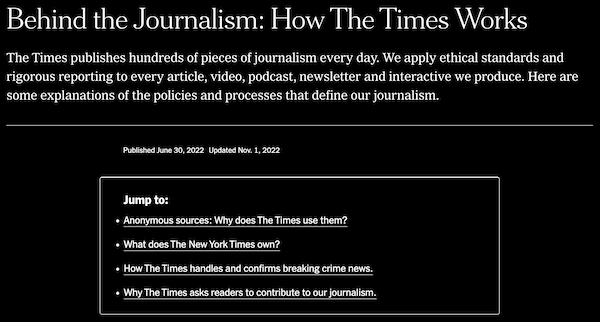 Behind the Journalism: How The Times Works
The Times publishes hundreds of pieces of journalism every day. We apply ethical standards and
rigorous reporting to every article, video, podcast, newsletter and interactive we produce. Here are
some explanations of the policies and processes that define our journalism.
Published June 30, 2022 Updated Nov. 1, 2022
Jump to:
• Anonymous sources: Why does The Times use them?
• What does The New York Times own?
• How The Times handles and confirms breaking crime news.
• Why The Times asks readers to contribute to our journalism.